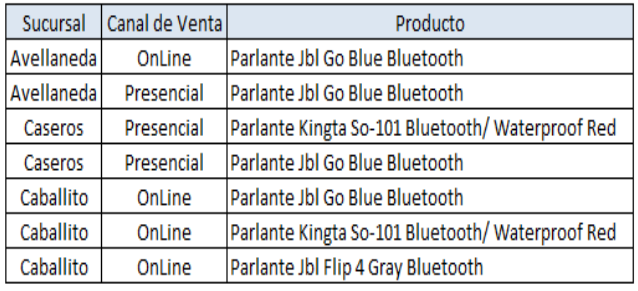 Sucursal Canal de Venta Producto
Avellaneda OnLine Parlante Jbl Go Blue Bluetooth
Avellaneda Presencial Parlante Jbl Go Blue Bluetooth
Caseros Presencial Parlante Kingta So-101 Bluetooth/ Waterproof Red
Caseros Presencial Parlante Jbl Go Blue Bluetooth
Caballito OnLine Parlante Jbl Go Blue Bluetooth
Caballito OnLine Parlante Kingta So-101 Bluetooth/ Waterproof Red
Caballito OnLine Parlante Jbl Flip 4 Gray Bluetooth